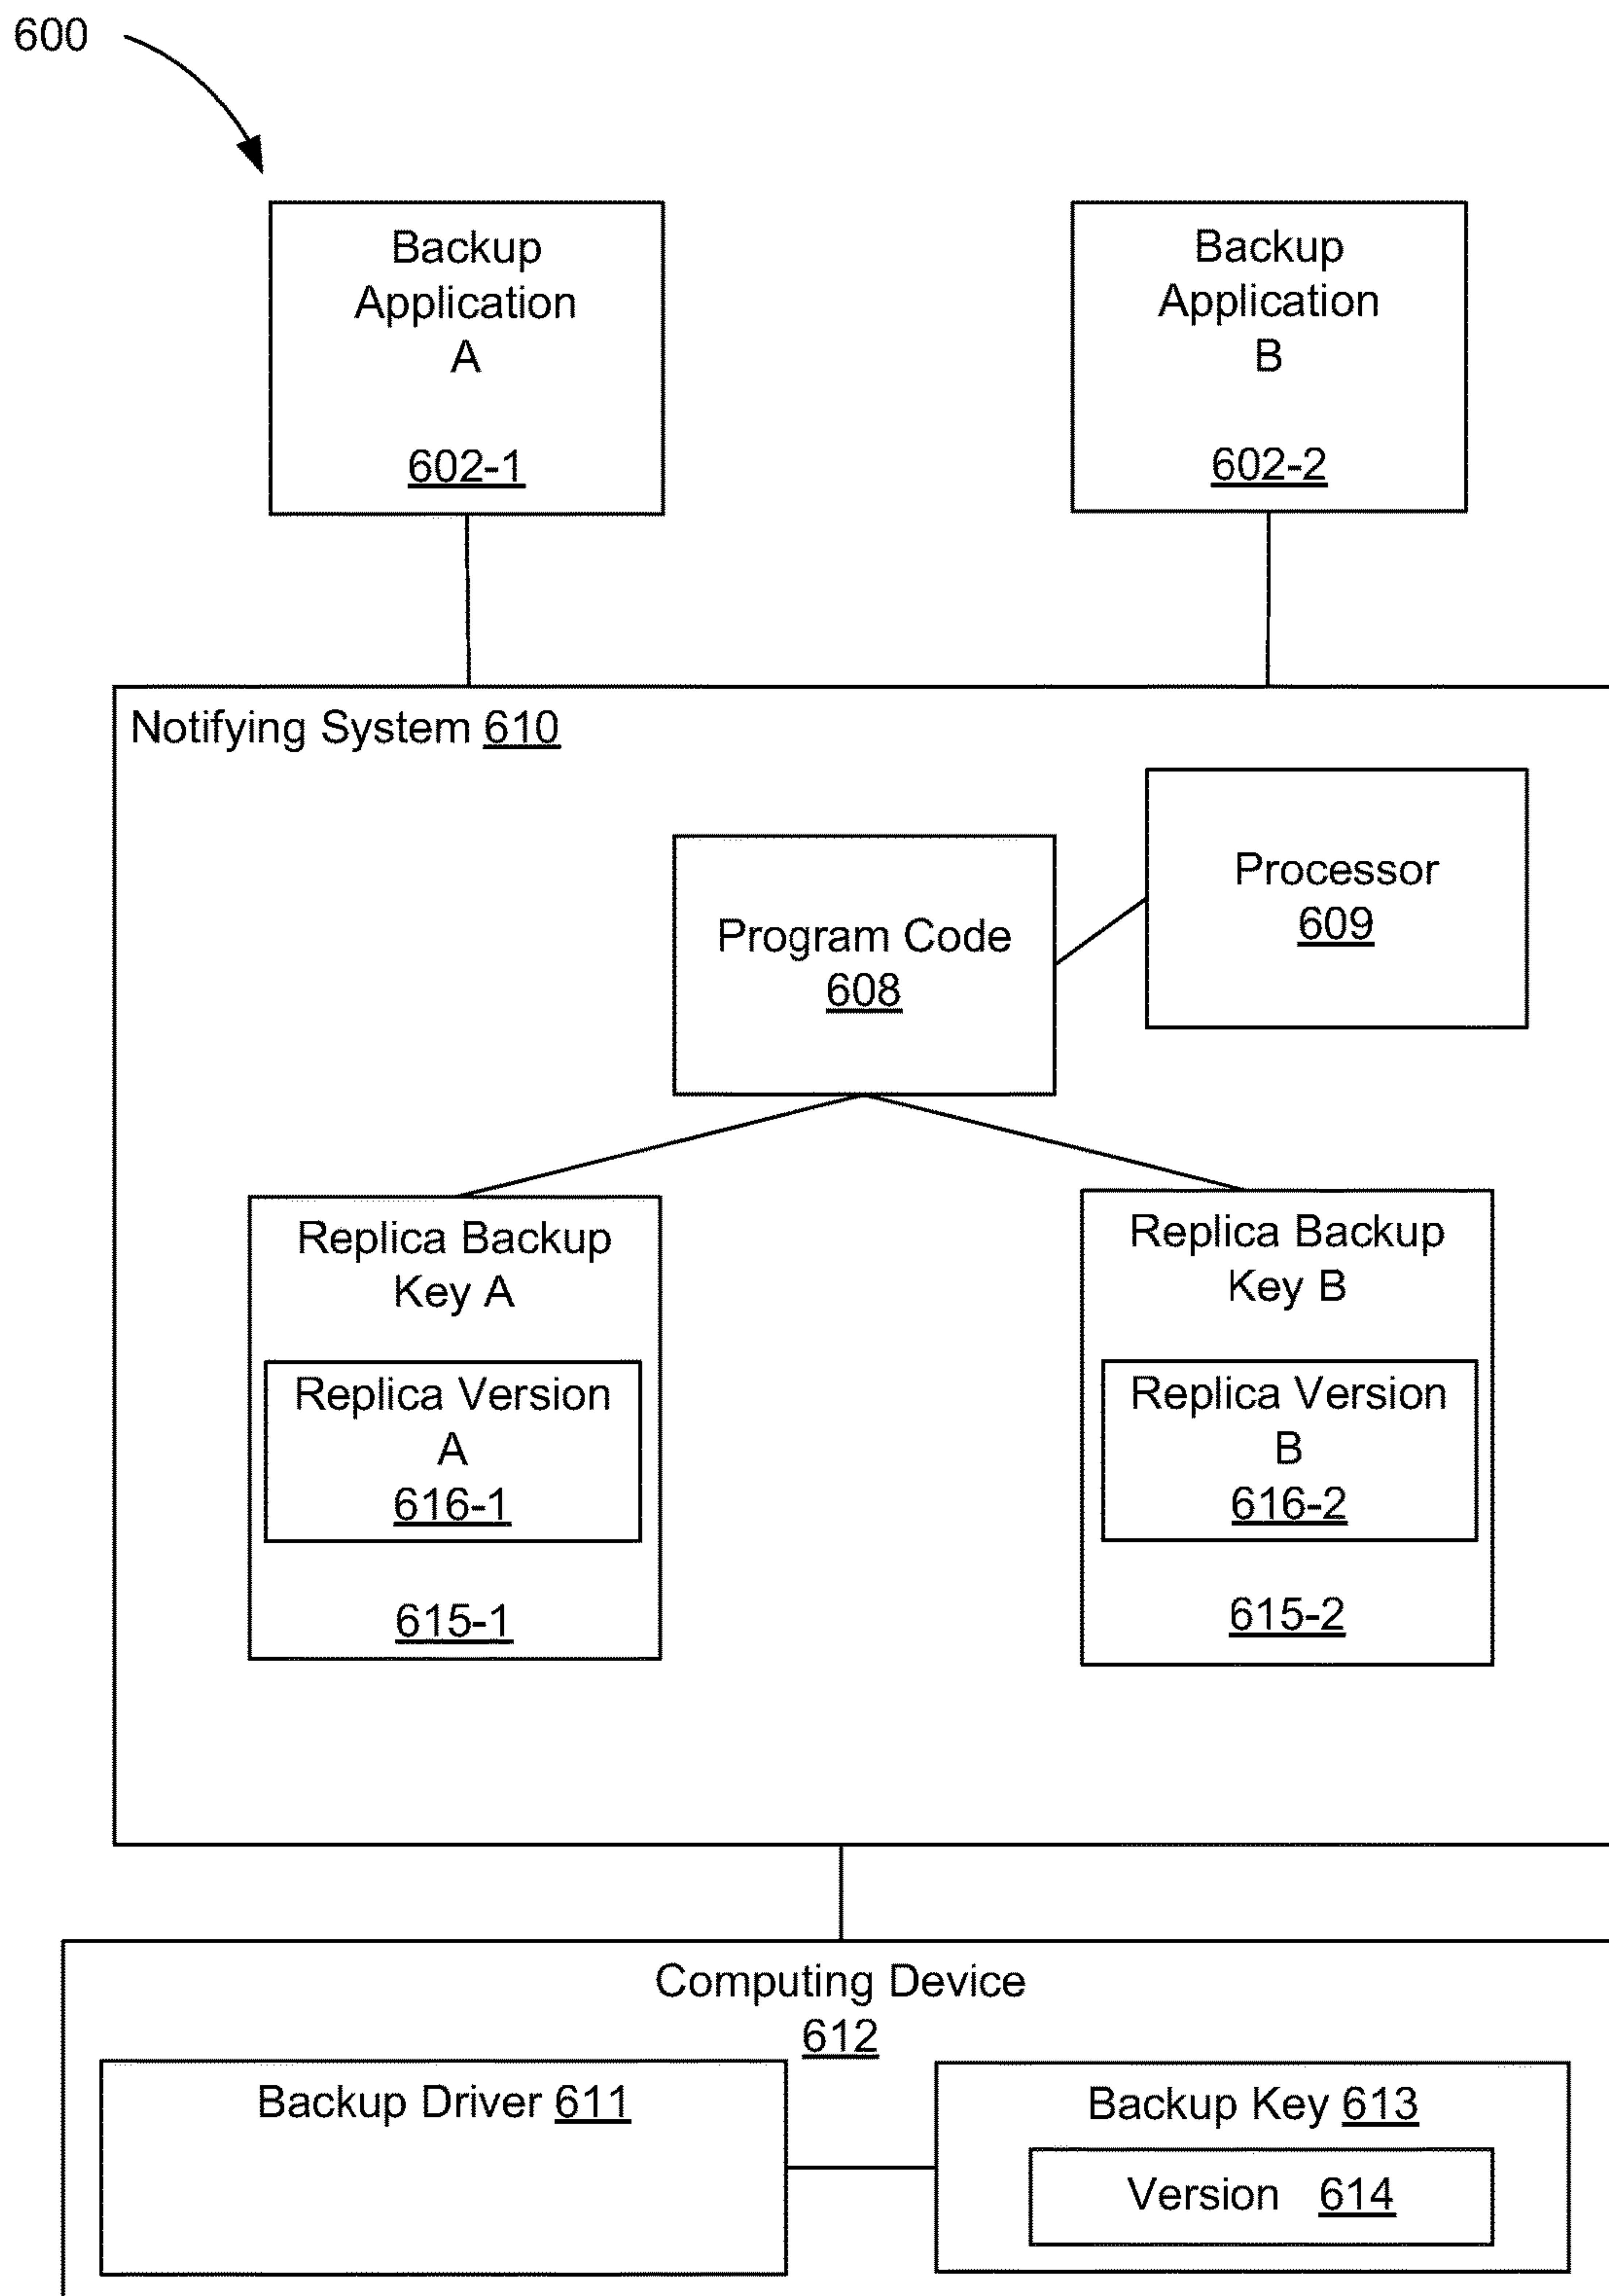 600
Backup
Application
A
602-1
Backup
Application
B
602-2
Notifying System 610
Processor
609
Program Code
608
Replica Backup
Key A
Replica Version
A
616-1
615-1
Replica Backup
Key B
Replica Version
B
616-2
615-2
Computing Device
612
Backup Driver 611
Backup Key 613
Version 614